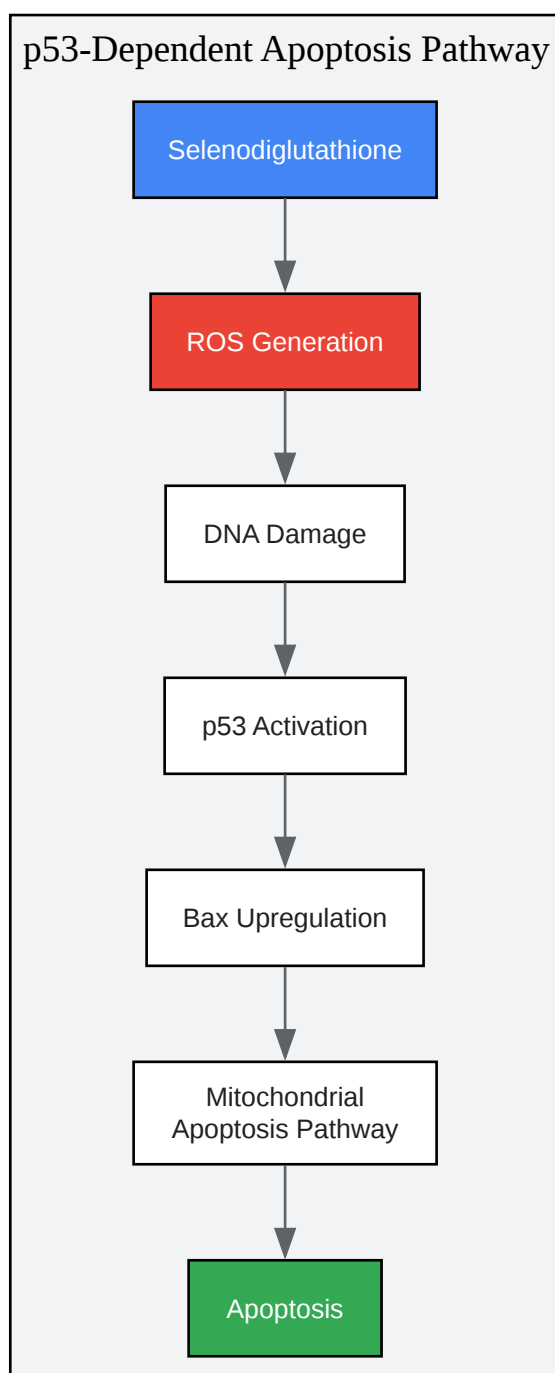 p53-Dependent Apoptosis Pathway
Selenodiglutathione
ROS Generation
DNA Damage
p53 Activation
Bax Upregulation
Mitochondrial
Apoptosis Pathway
Apoptosis